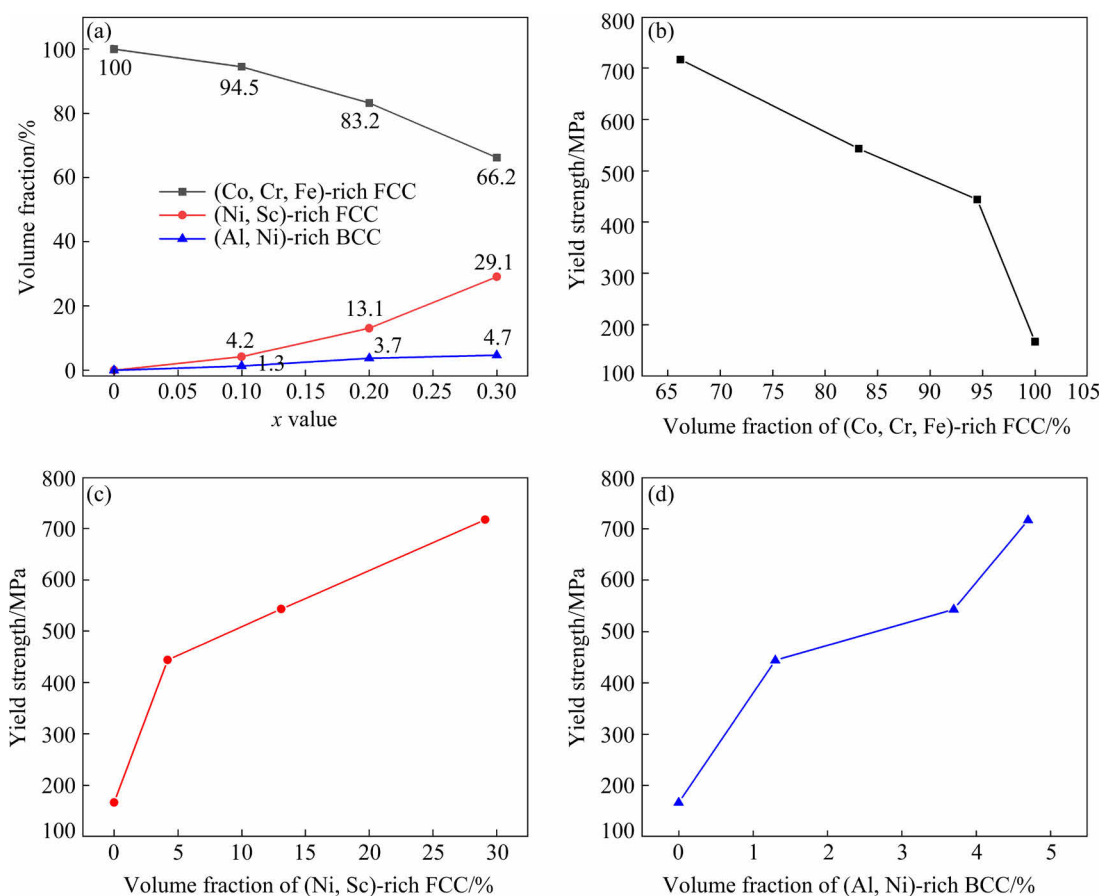 (a)
100
80
60
40
20
0
Volume fraction/%
100
94.5
83.2
66.2
(Co, Cr, Fe)-rich FCC
(Ni, Sc)-rich FCC
(Al, Ni)-rich BCC
29.1
13.1
4.2
4.7
3.7
1.3
0 0.05 0.10 0.15 0.20 0.25 0.30
x value
(b)
800
700
600
500
400
300
200
100
Yield strength/MPa
65 70 75 80 85 90 95 100 105
Volume fraction of (Co, Cr, Fe)-rich FCC/%
(c)
800
700
600
500
400
300
200
100
Yield strength/MPa
0 5 10 15 20 25 30
Volume fraction of (Ni, Sc)-rich FCC/%
(d)
800
700
600
500
400
300
200
100
Yield strength/MPa
0 1 2 3 4 5
Volume fraction of (Al, Ni)-rich BCC/%